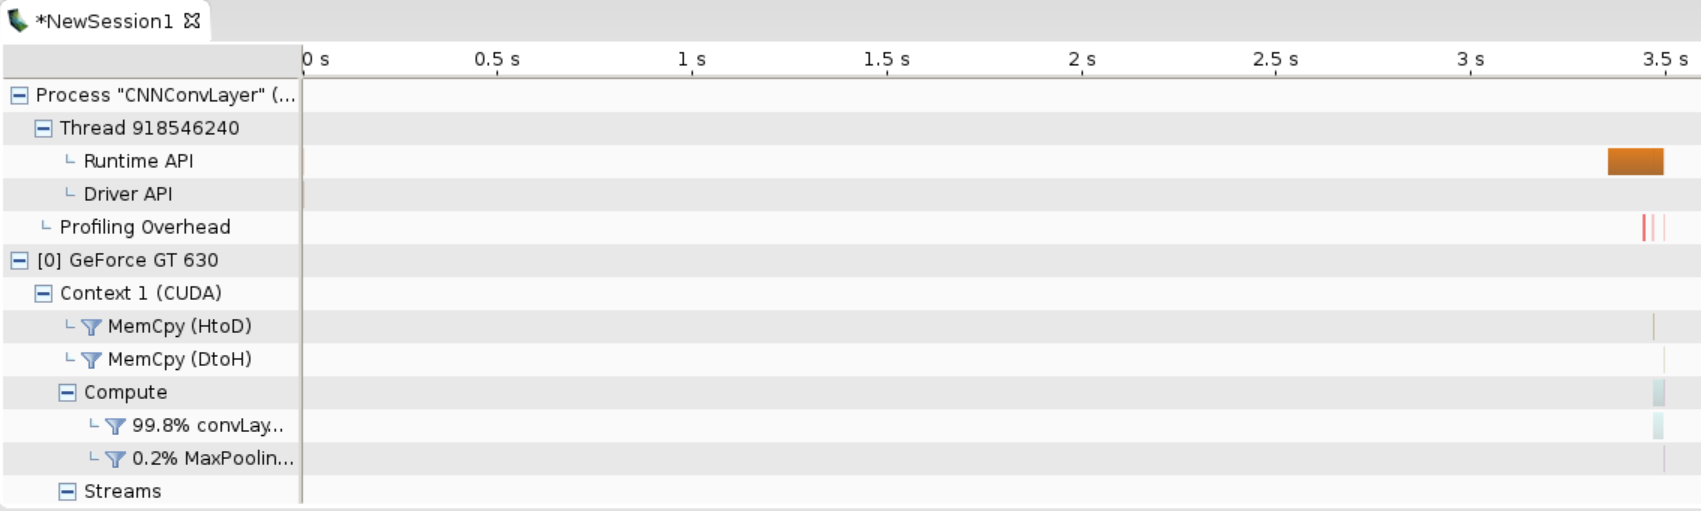 *NewSession1
0 s 0.5 s 1 s 1.5 s 2 s 2.5 s 3 s 3.5 s
Process "CNNConvLayer" (...
Thread 918546240
Runtime API
Driver API
Profiling Overhead
[0] GeForce GT 630
Context 1 (CUDA)
MemCpy (HtoD)
MemCpy (DtoH)
Compute
99.8% convLay...
0.2% MaxPoolin...
Streams